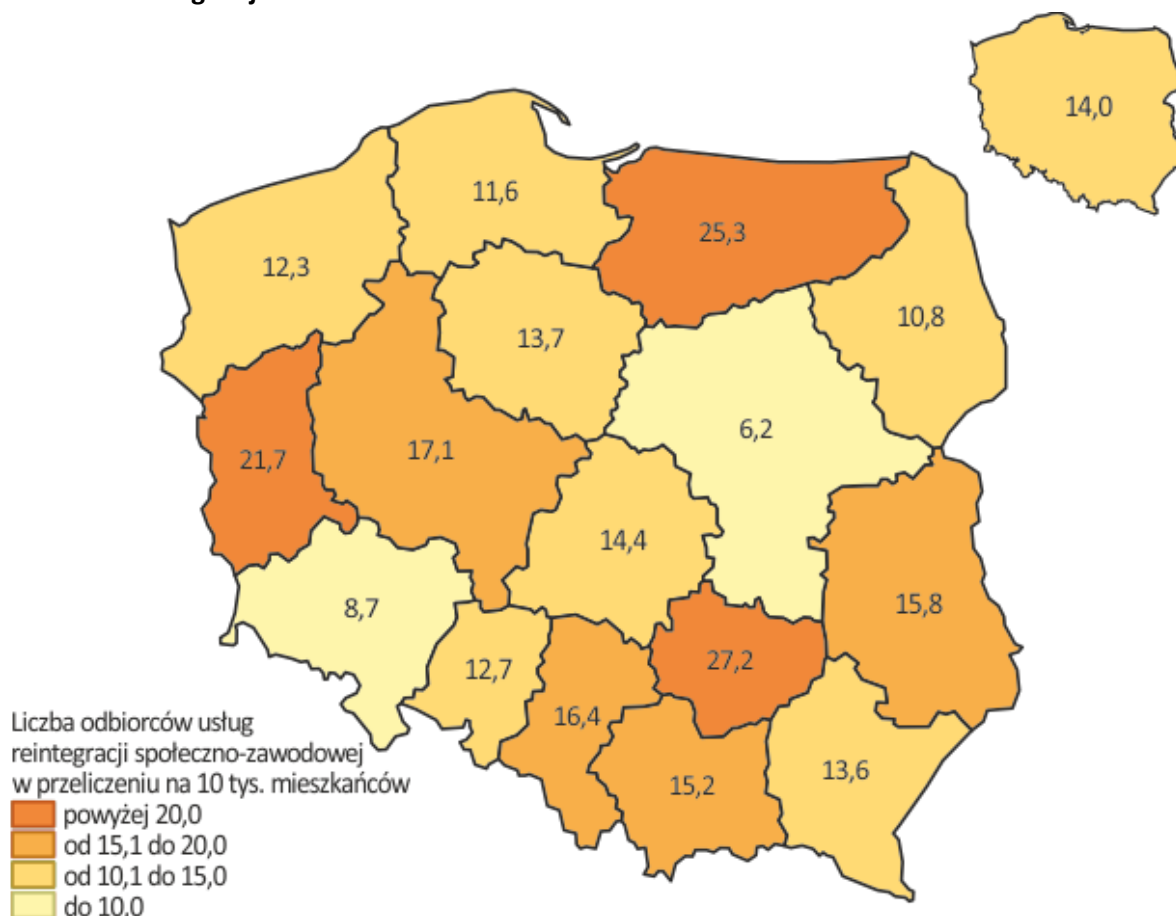 14,0
11,6
25,3
12,3
10,8
13,7
6,2
17,1
21,7
14,4
15,8
8,7
27,2
12,7
16,4
13,6
15,2
Liczba odbiorców usług
reintegracji społeczno-zawodowej
w przeliczeniu na 10 tys. mieszkańców
powyżej 20,0
od 15,1 do 20,0
od 10,1 do 15,0
do 10,0